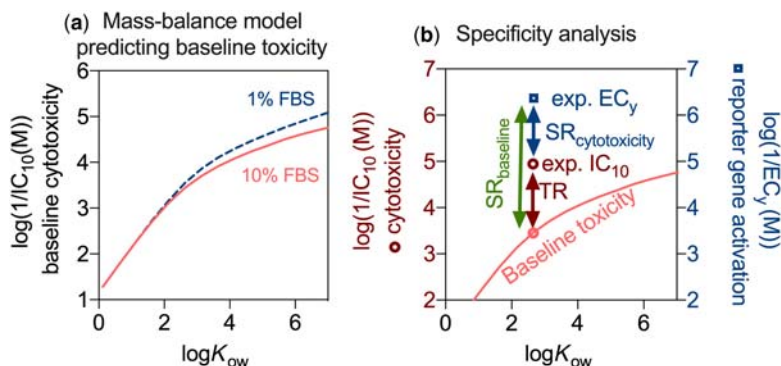 (a) Mass-balance model
predicting baseline toxicity
log(1/IC10(M))
baseline cytotoxicity
6
5
4
3
2
1
1% FBS
10% FBS
0 2 4 6
logKow
(b) Specificity analysis
log(1/IC10(M))
cytotoxicity
7
6
5
4
3
2
exp. ECy
SRcytotoxicity
SRbaseline
exp. IC10
TR
Baseline toxicity
0 2 4 6
logKow
7
6
5
4
3
2
log(1/ECy(M))
reporter gene activation